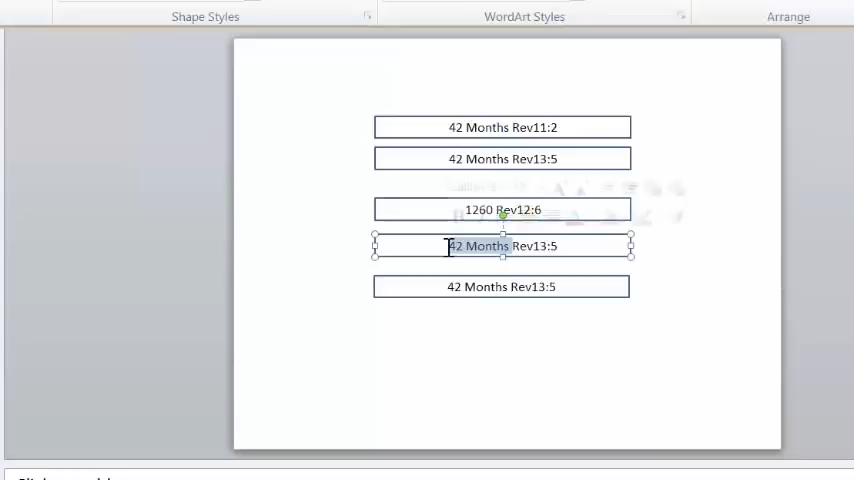 Shape Styles
WordArt Styles
Arrange
42 Months Rev11:2
42 Months Rev13:5
1260 Rev12:6
42 Months Rev13:5
42 Months Rev13:5